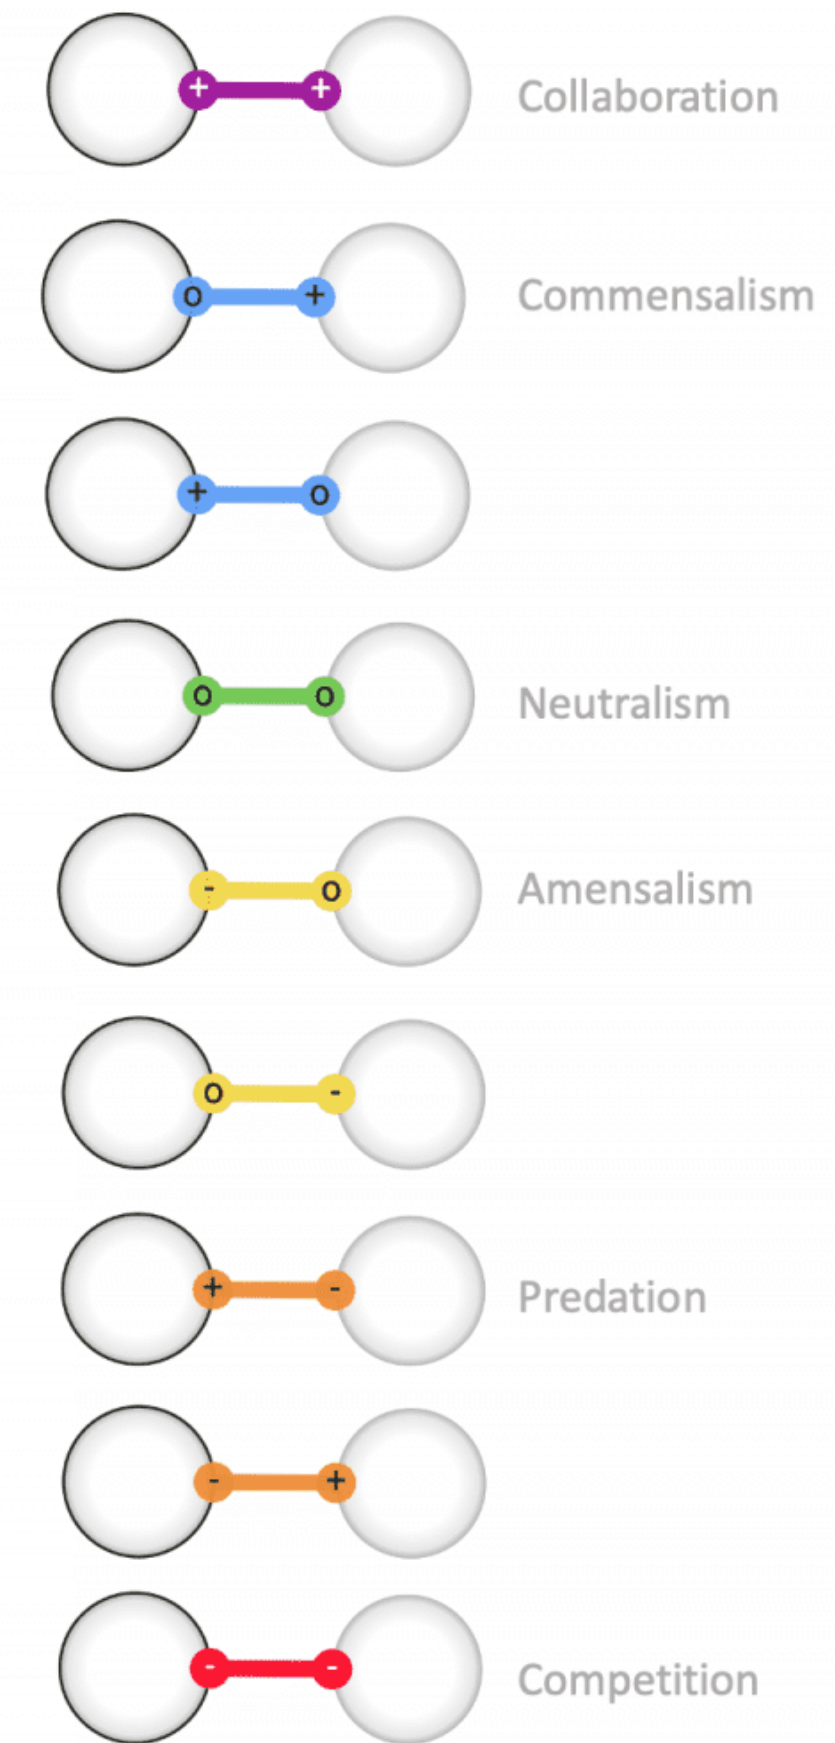 + + Collaboration
o + Commensalism
+ o
o o Neutralism
- o Amensalism
o -
+ - Predation
- +
- - Competition